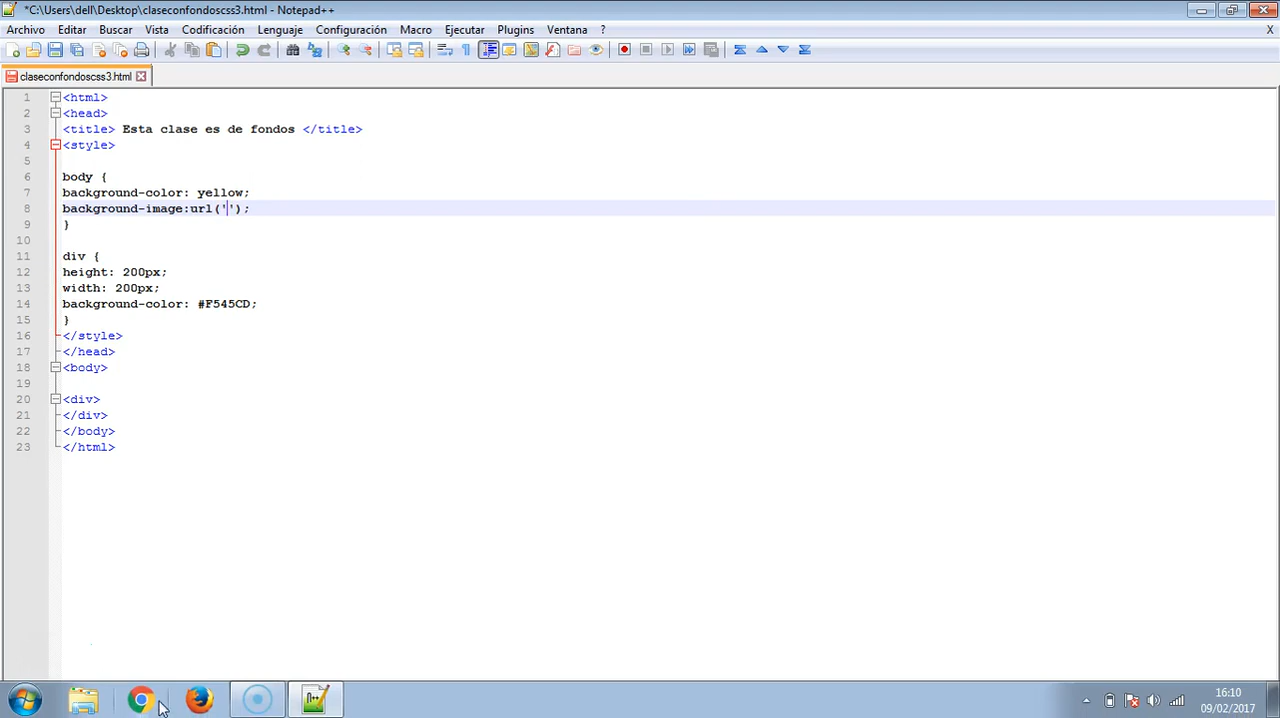 *C:\Users\dell\Desktop\claseconfondoscss3.html - Notepad++
Archivo Editar Buscar Vista Codificación Lenguaje Configuración Macro Ejecutar Plugins Ventana ? X
claseconfondoscss3.html
1 <html>
2 <head>
3 <title> Esta clase es de fondos </title>
4 <style>
5
6 body {
7 background-color: yellow;
8 background-image:url('');
9 }
10
11 div {
12 height: 200px;
13 width: 200px;
14 background-color: #F545CD;
15 }
16 </style>
17 </head>
18 <body>
19
20 <div>
21 </div>
22 </body>
23 </html>
16:10
09/02/2017